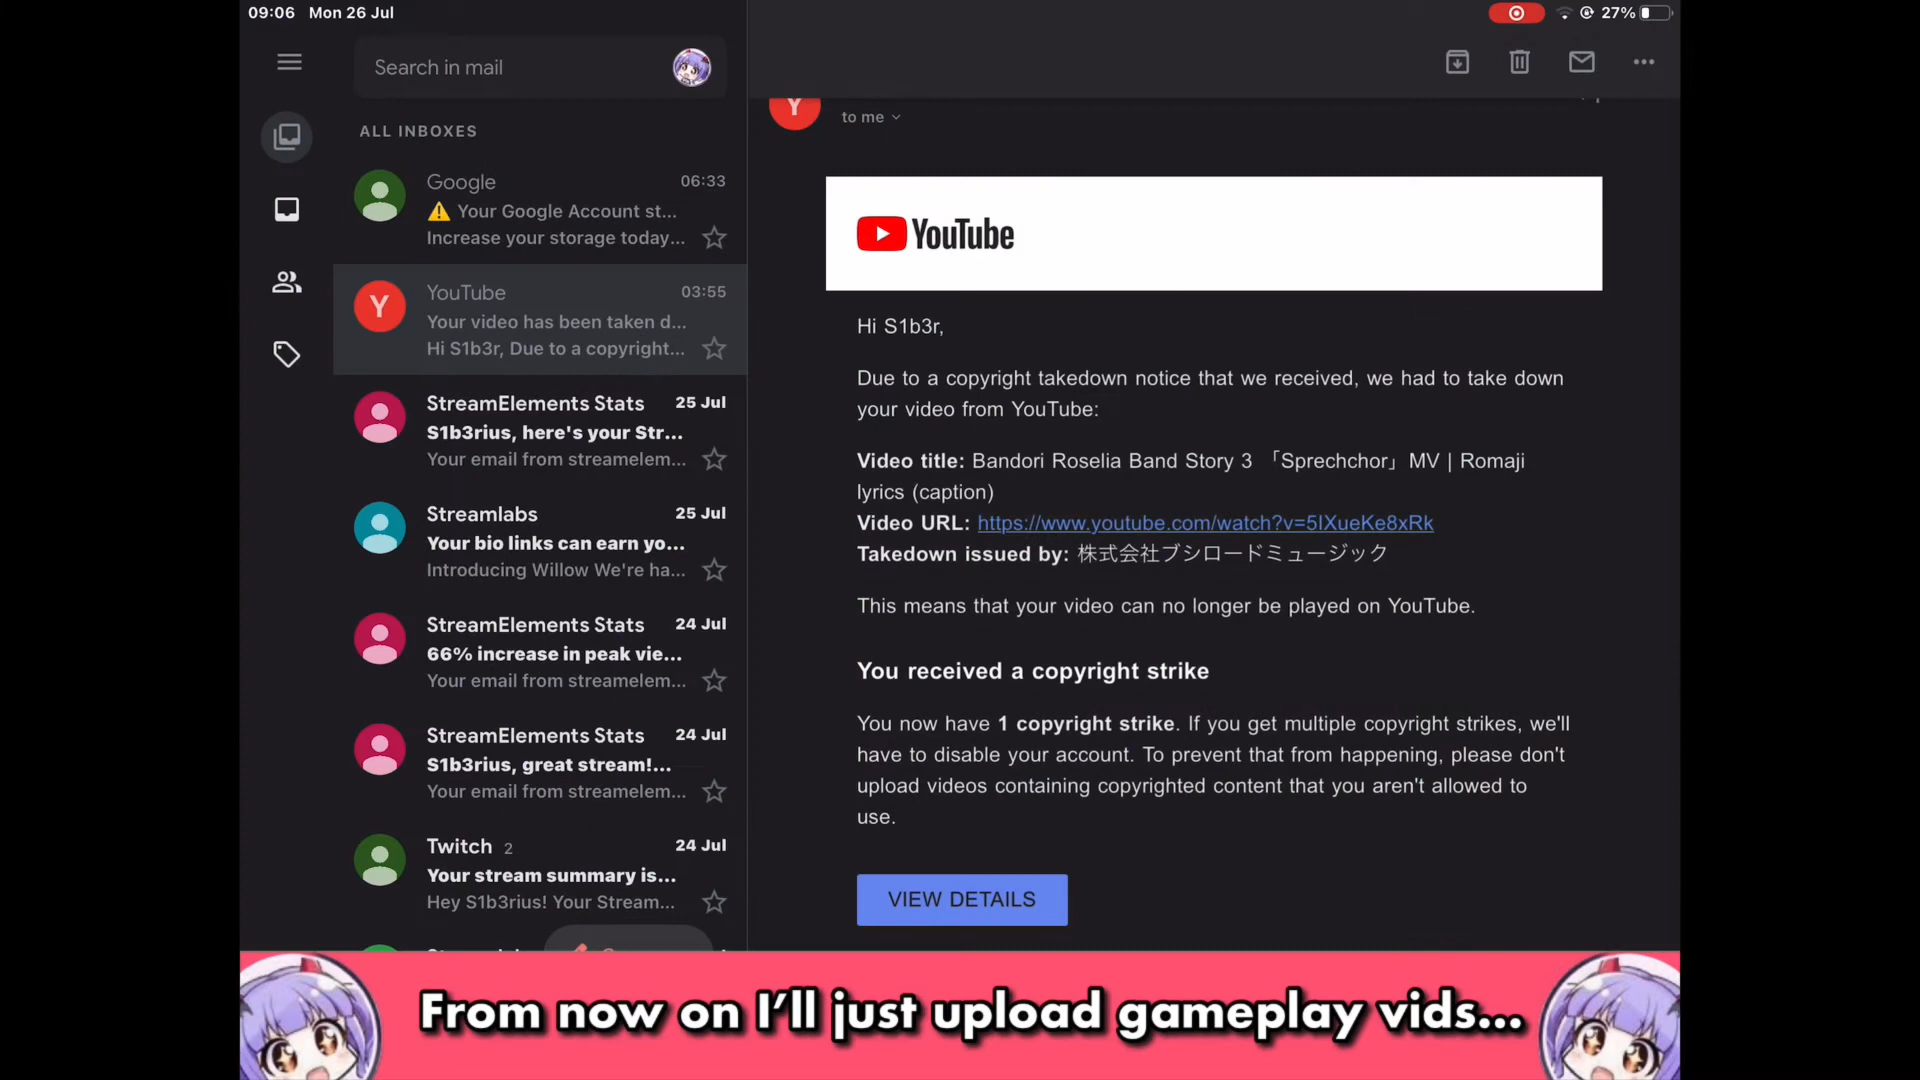 09:06 Mon 26 Jul
27%
Search in mail
ALL INBOXES
Google 06:33
⚠️ Your Google Account st...
Increase your storage today...
Y
YouTube 03:55
Your video has been taken d...
Hi S1b3r, Due to a copyright...
StreamElements Stats 25 Jul
S1b3rius, here's your Str...
Your email from streamelem...
Streamlabs 25 Jul
Your bio links can earn yo...
Introducing Willow We're ha...
StreamElements Stats 24 Jul
66% increase in peak vie...
Your email from streamelem...
StreamElements Stats 24 Jul
S1b3rius, great stream!...
Your email from streamelem...
Twitch 2 24 Jul
Your stream summary is...
Hey S1b3rius! Your Stream...
Y
to me
YouTube
Hi S1b3r,
Due to a copyright takedown notice that we received, we had to take down
your video from YouTube:
Video title: Bandori Roselia Band Story 3 「Sprechchor」MV | Romaji
lyrics (caption)
Video URL: https://www.youtube.com/watch?v=5IXueKe8xRk
Takedown issued by: 株式会社ブシロードミュージック
This means that your video can no longer be played on YouTube.
You received a copyright strike
You now have 1 copyright strike. If you get multiple copyright strikes, we'll
have to disable your account. To prevent that from happening, please don't
upload videos containing copyrighted content that you aren't allowed to
use.
VIEW DETAILS
From now on I'll just upload gameplay vids...